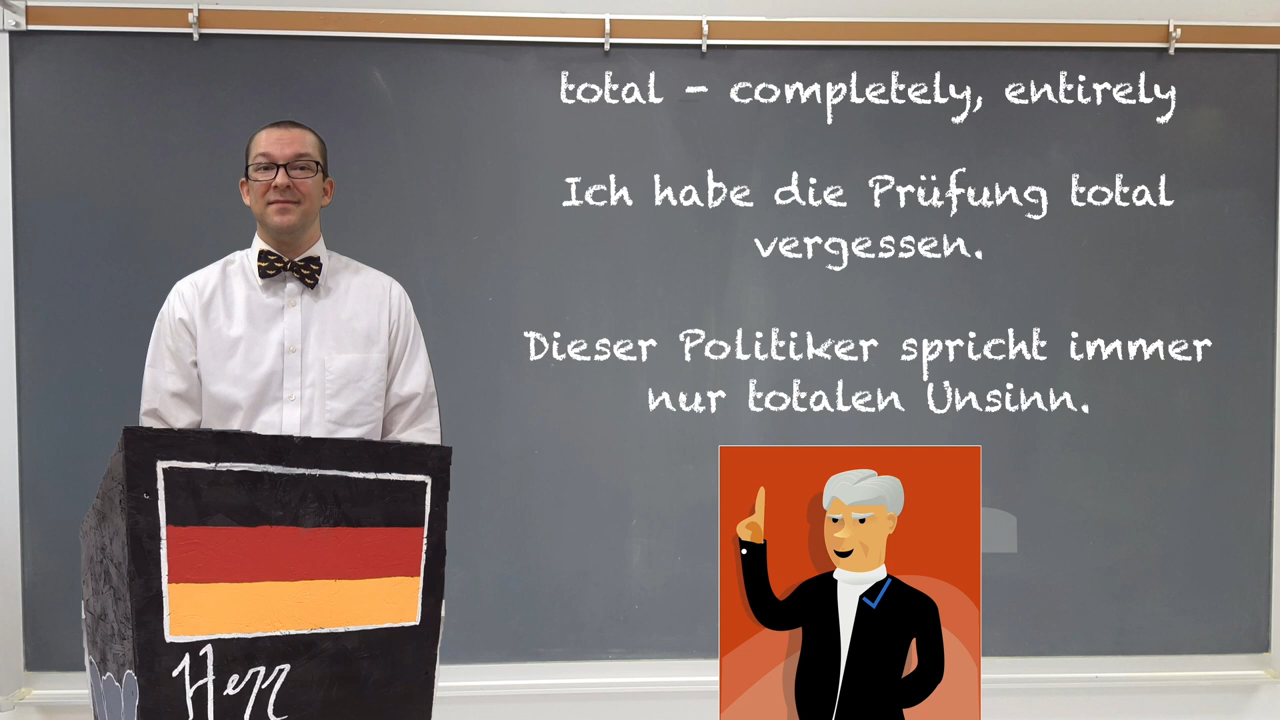 total - completely, entirely
Ich habe die Prüfung total
vergessen.
Dieser Politiker spricht immer
nur totalen Unsinn.
Herr